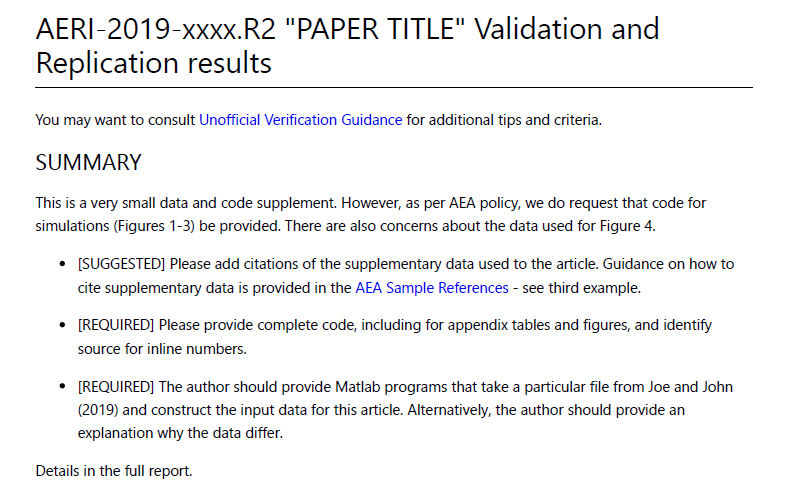 AERI-2019-xxxx.R2 "PAPER TITLE" Validation and
Replication results
You may want to consult Unofficial Verification Guidance for additional tips and criteria.
SUMMARY
This is a very small data and code supplement. However, as per AEA policy, we do request that code for
simulations (Figures 1-3) be provided. There are also concerns about the data used for Figure 4.
• [SUGGESTED] Please add citations of the supplementary data used to the article. Guidance on how to
cite supplementary data is provided in the AEA Sample References - see third example.
• [REQUIRED] Please provide complete code, including for appendix tables and figures, and identify
source for inline numbers.
• [REQUIRED] The author should provide Matlab programs that take a particular file from Joe and John
(2019) and construct the input data for this article. Alternatively, the author should provide an
explanation why the data differ.
Details in the full report.